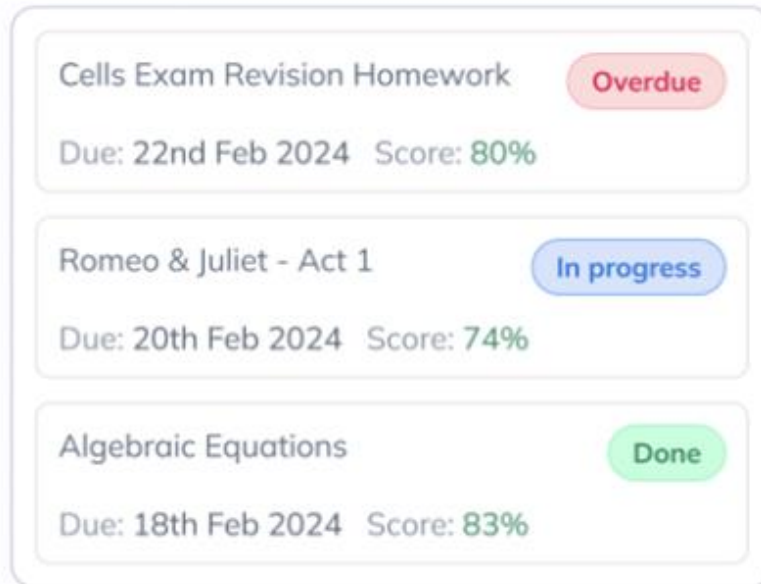 Cells Exam Revision Homework Overdue
Due: 22nd Feb 2024 Score: 80%
Romeo & Juliet - Act 1 In progress
Due: 20th Feb 2024 Score: 74%
Algebraic Equations Done
Due: 18th Feb 2024 Score: 83%